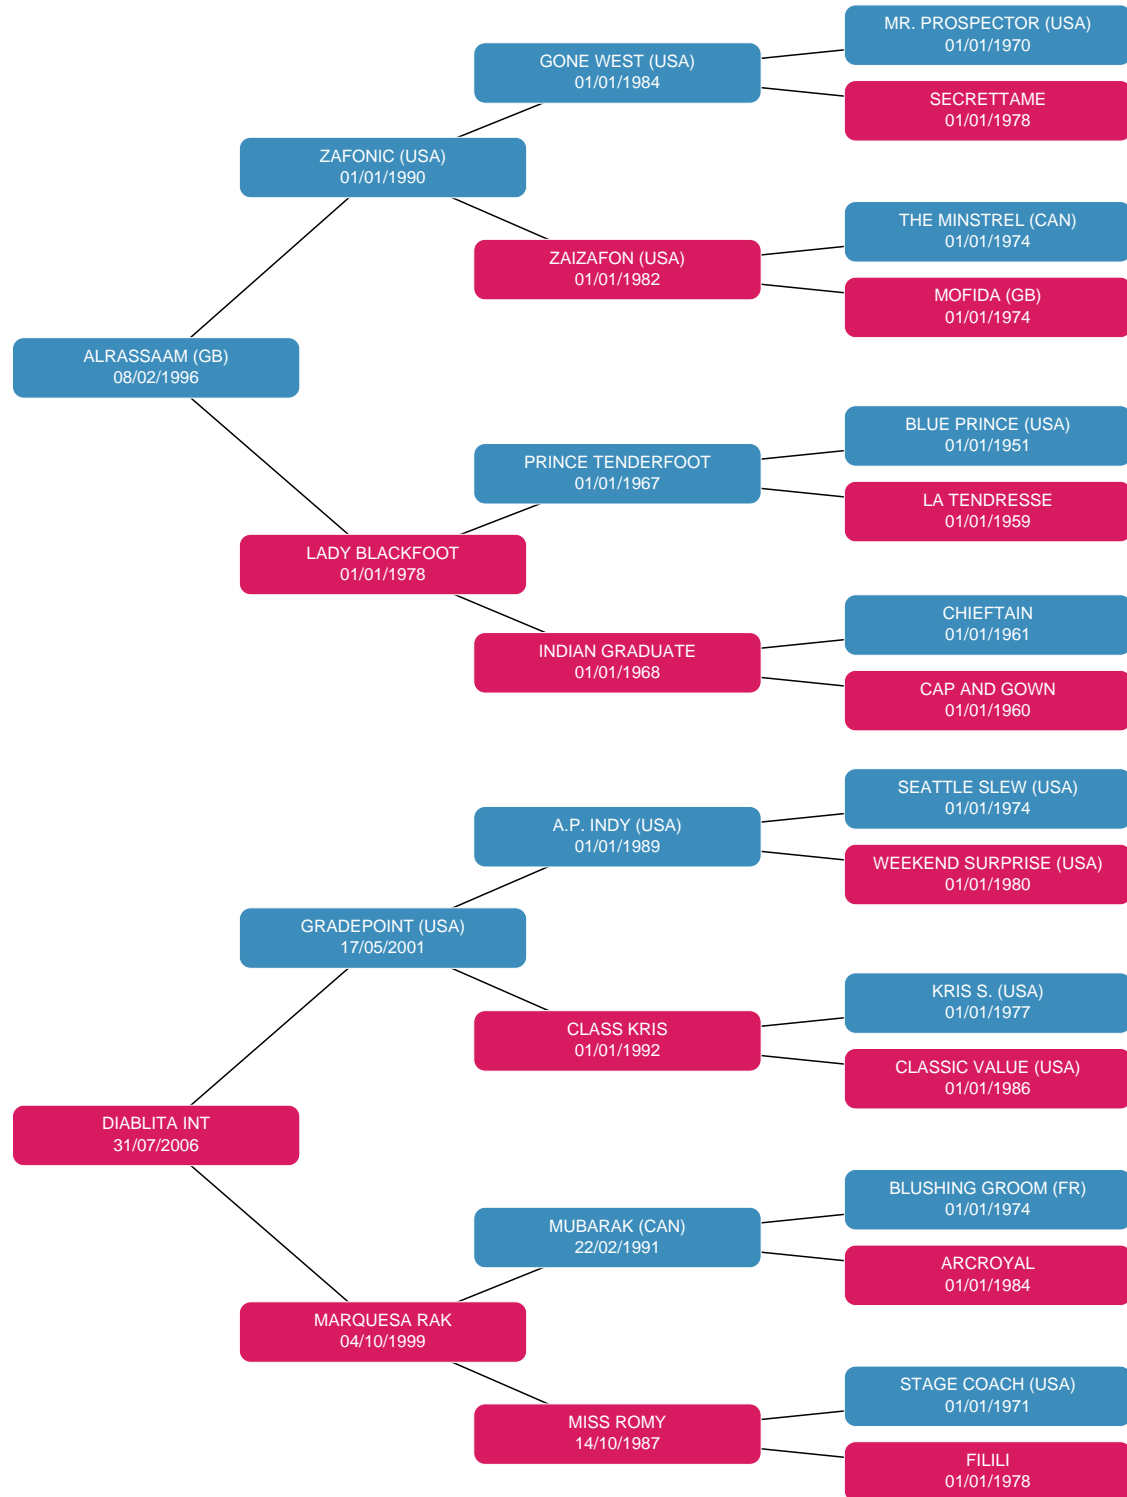 MR. PROSPECTOR (USA)
01/01/1970
GONE WEST (USA)
01/01/1984
SECRETTAME
01/01/1978
ZAFONIC (USA)
01/01/1990
THE MINSTREL (CAN)
01/01/1974
ZAIZAFON (USA)
01/01/1982
MOFIDA (GB)
01/01/1974
ALRASSAAM (GB)
08/02/1996
BLUE PRINCE (USA)
01/01/1951
PRINCE TENDERFOOT
01/01/1967
LA TENDRESSE
01/01/1959
LADY BLACKFOOT
01/01/1978
CHIEFTAIN
01/01/1961
INDIAN GRADUATE
01/01/1968
CAP AND GOWN
01/01/1960
SEATTLE SLEW (USA)
01/01/1974
A.P. INDY (USA)
01/01/1989
WEEKEND SURPRISE (USA)
01/01/1980
GRADEPOINT (USA)
17/05/2001
KRIS S. (USA)
01/01/1977
CLASS KRIS
01/01/1992
CLASSIC VALUE (USA)
01/01/1986
DIABLITA INT
31/07/2006
BLUSHING GROOM (FR)
01/01/1974
MUBARAK (CAN)
22/02/1991
ARCROYAL
01/01/1984
MARQUESA RAK
04/10/1999
STAGE COACH (USA)
01/01/1971
MISS ROMY
14/10/1987
FILILI
01/01/1978